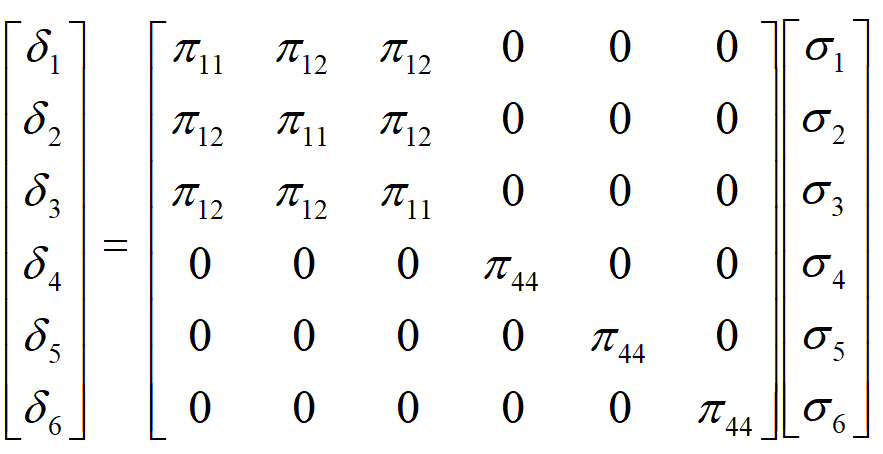 δ1 π11 π12 π12 0 0 0 σ1
δ2 π12 π11 π12 0 0 0 σ2
δ3 π12 π12 π11 0 0 0 σ3
= 
δ4 0 0 0 π44 0 0 σ4
δ5 0 0 0 0 π44 0 σ5
δ6 0 0 0 0 0 π44 σ6